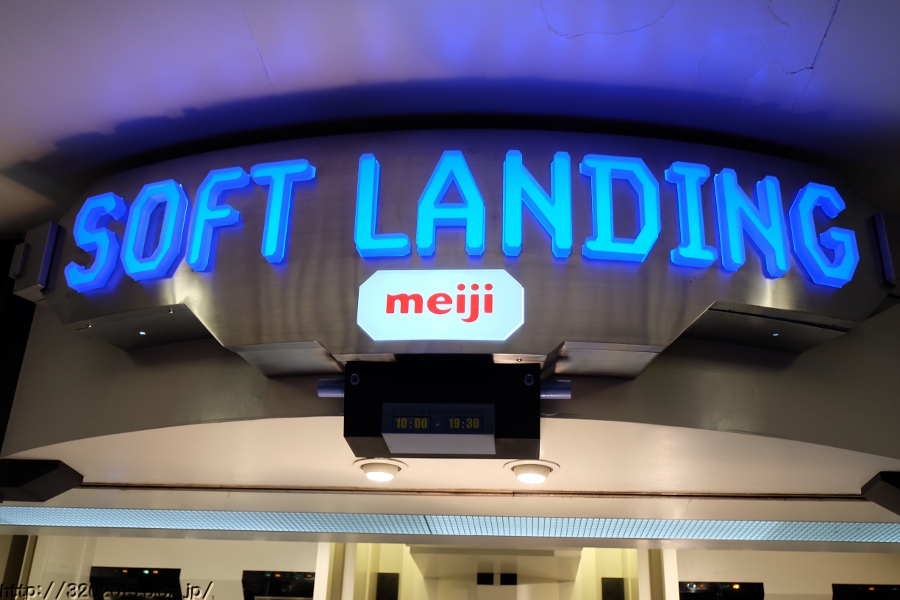 SOFT LANDING
meiji
10:00 - 19:30